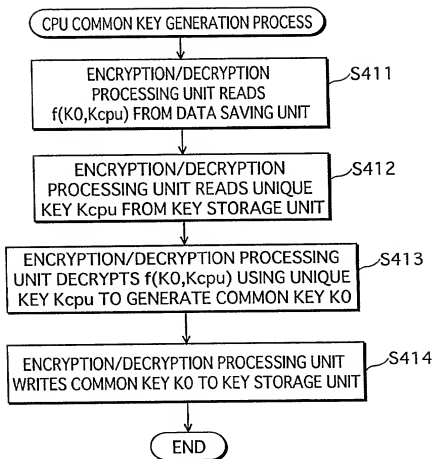 CPU COMMON KEY GENERATION PROCESS
S411
ENCRYPTION/DECRYPTION
PROCESSING UNIT READS
f(K0,Kcpu) FROM DATA SAVING UNIT
S412
ENCRYPTION/DECRYPTION
PROCESSING UNIT READS UNIQUE
KEY Kcpu FROM KEY STORAGE UNIT
S413
ENCRYPTION/DECRYPTION PROCESSING
UNIT DECRYPTS f(K0,Kcpu) USING UNIQUE
KEY Kcpu TO GENERATE COMMON KEY K0
S414
ENCRYPTION/DECRYPTION PROCESSING UNIT
WRITES COMMON KEY K0 TO KEY STORAGE UNIT
END